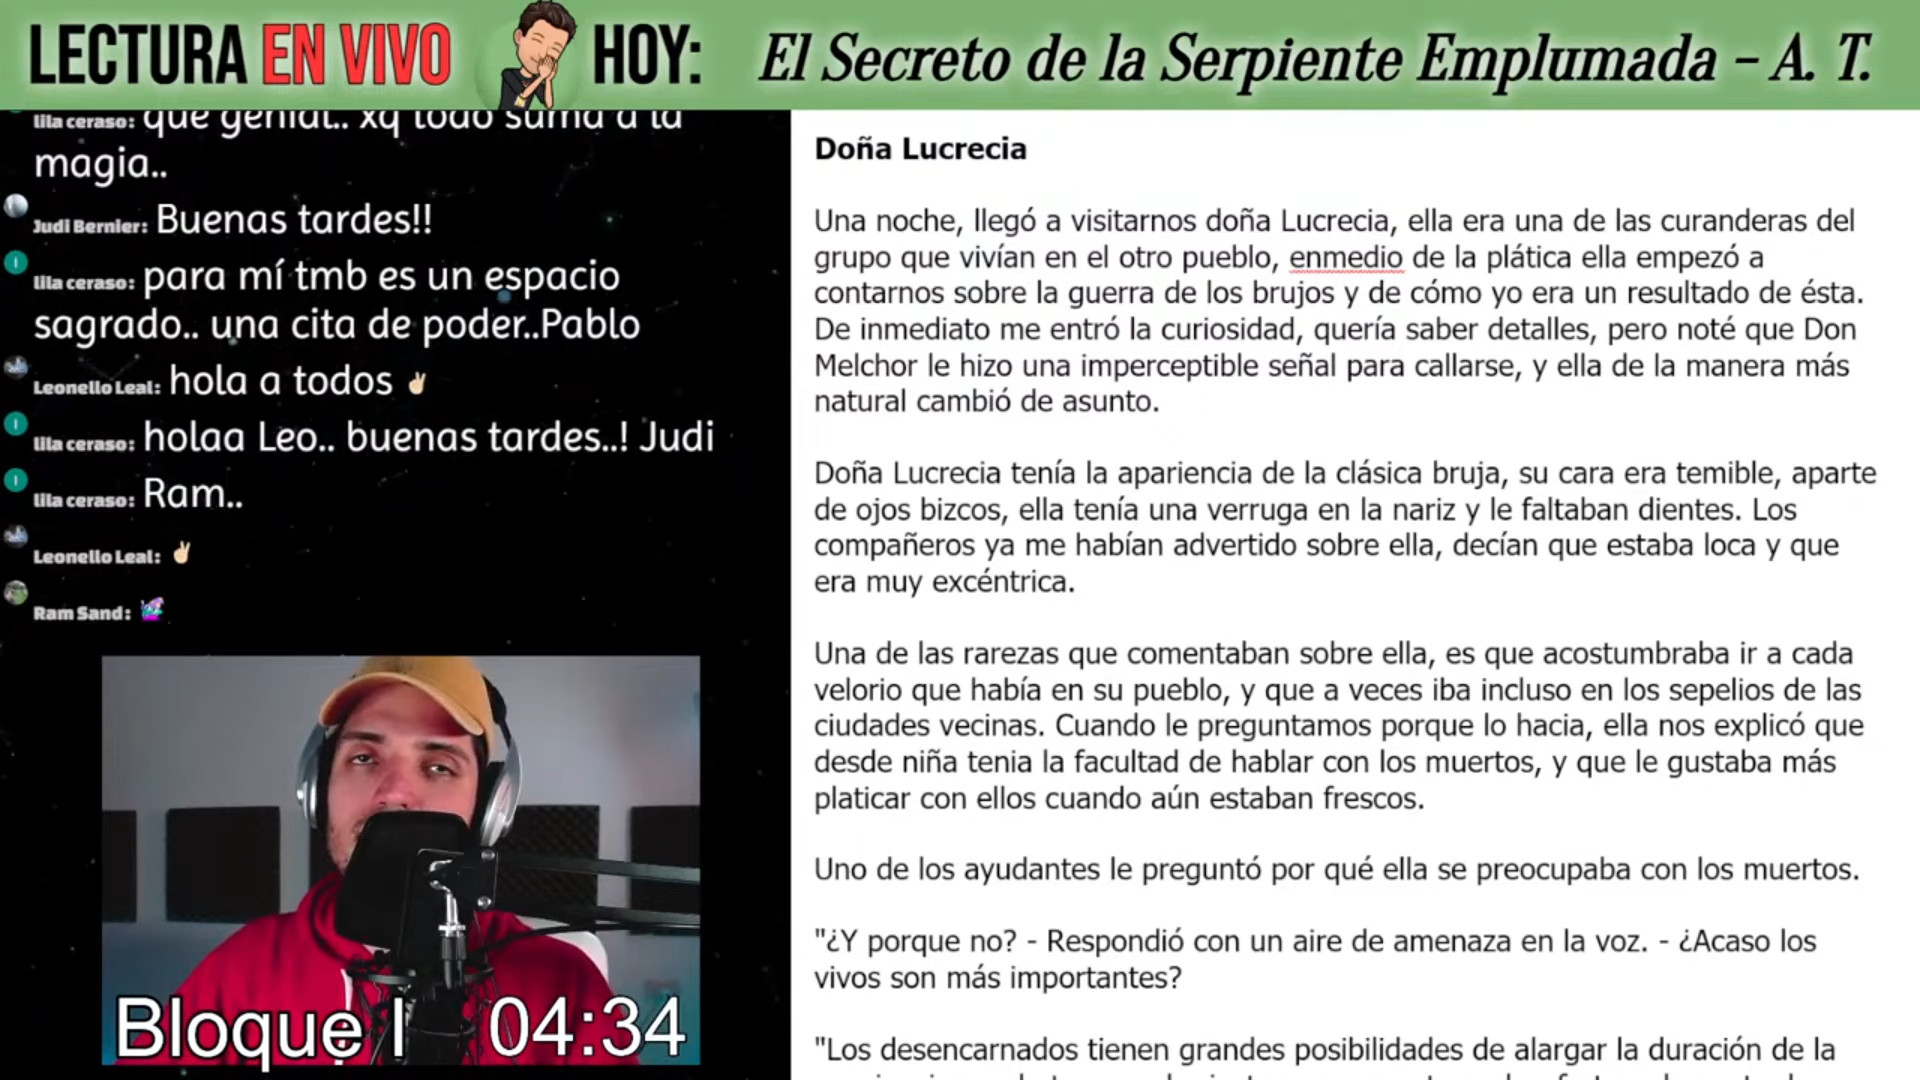 LECTURA EN VIVO HOY: El Secreto de la Serpiente Emplumada - A. T.
lila ceraso: que genial.. xq todo suma a la
magia..
Judi Bernier: Buenas tardes!!
lila ceraso: para mí tmb es un espacio
sagrado.. una cita de poder..Pablo
Leonello Leal: hola a todos ✌🏻
lila ceraso: holaa Leo.. buenas tardes..! Judi
lila ceraso: Ram..
Leonello Leal: ✌🏻
Ram Sand:
Bloque I 04:34
Doña Lucrecia
Una noche, llegó a visitarnos doña Lucrecia, ella era una de las curanderas del
grupo que vivían en el otro pueblo, enmedio de la plática ella empezó a
contarnos sobre la guerra de los brujos y de cómo yo era un resultado de ésta.
De inmediato me entró la curiosidad, quería saber detalles, pero noté que Don
Melchor le hizo una imperceptible señal para callarse, y ella de la manera más
natural cambió de asunto.
Doña Lucrecia tenía la apariencia de la clásica bruja, su cara era temible, aparte
de ojos bizcos, ella tenía una verruga en la nariz y le faltaban dientes. Los
compañeros ya me habían advertido sobre ella, decían que estaba loca y que
era muy excéntrica.
Una de las rarezas que comentaban sobre ella, es que acostumbraba ir a cada
velorio que había en su pueblo, y que a veces iba incluso en los sepelios de las
ciudades vecinas. Cuando le preguntamos porque lo hacia, ella nos explicó que
desde niña tenia la facultad de hablar con los muertos, y que le gustaba más
platicar con ellos cuando aún estaban frescos.
Uno de los ayudantes le preguntó por qué ella se preocupaba con los muertos.
"¿Y porque no? - Respondió con un aire de amenaza en la voz. - ¿Acaso los
vivos son más importantes?
"Los desencarnados tienen grandes posibilidades de alargar la duración de la